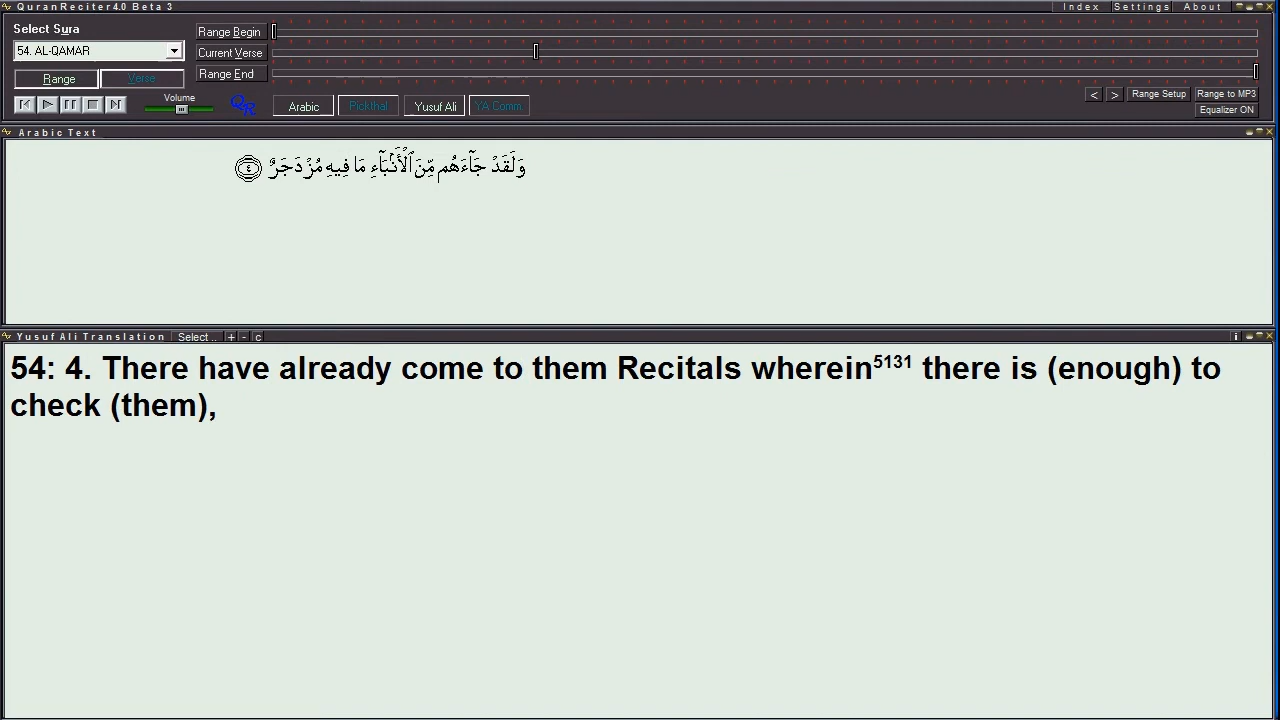 QuranReciter4.0 Beta 3
Index Settings About
Select Sura
54. AL-QAMAR
Range Verse
Volume
Range Begin
Current Verse
Range End
QR
Arabic Pickthal Yusuf Ali YA Comm.
< > Range Setup Range to MP3
Equalizer ON
Arabic Text
وَلَقَدْ جَآءَهُم مِّنَ ٱلْأَنۢبَآءِ مَا فِيهِ مُزْدَجَرٌ ٤
Yusuf Ali Translation Select .. + - c i
54: 4. There have already come to them Recitals wherein5131 there is (enough) to
check (them),